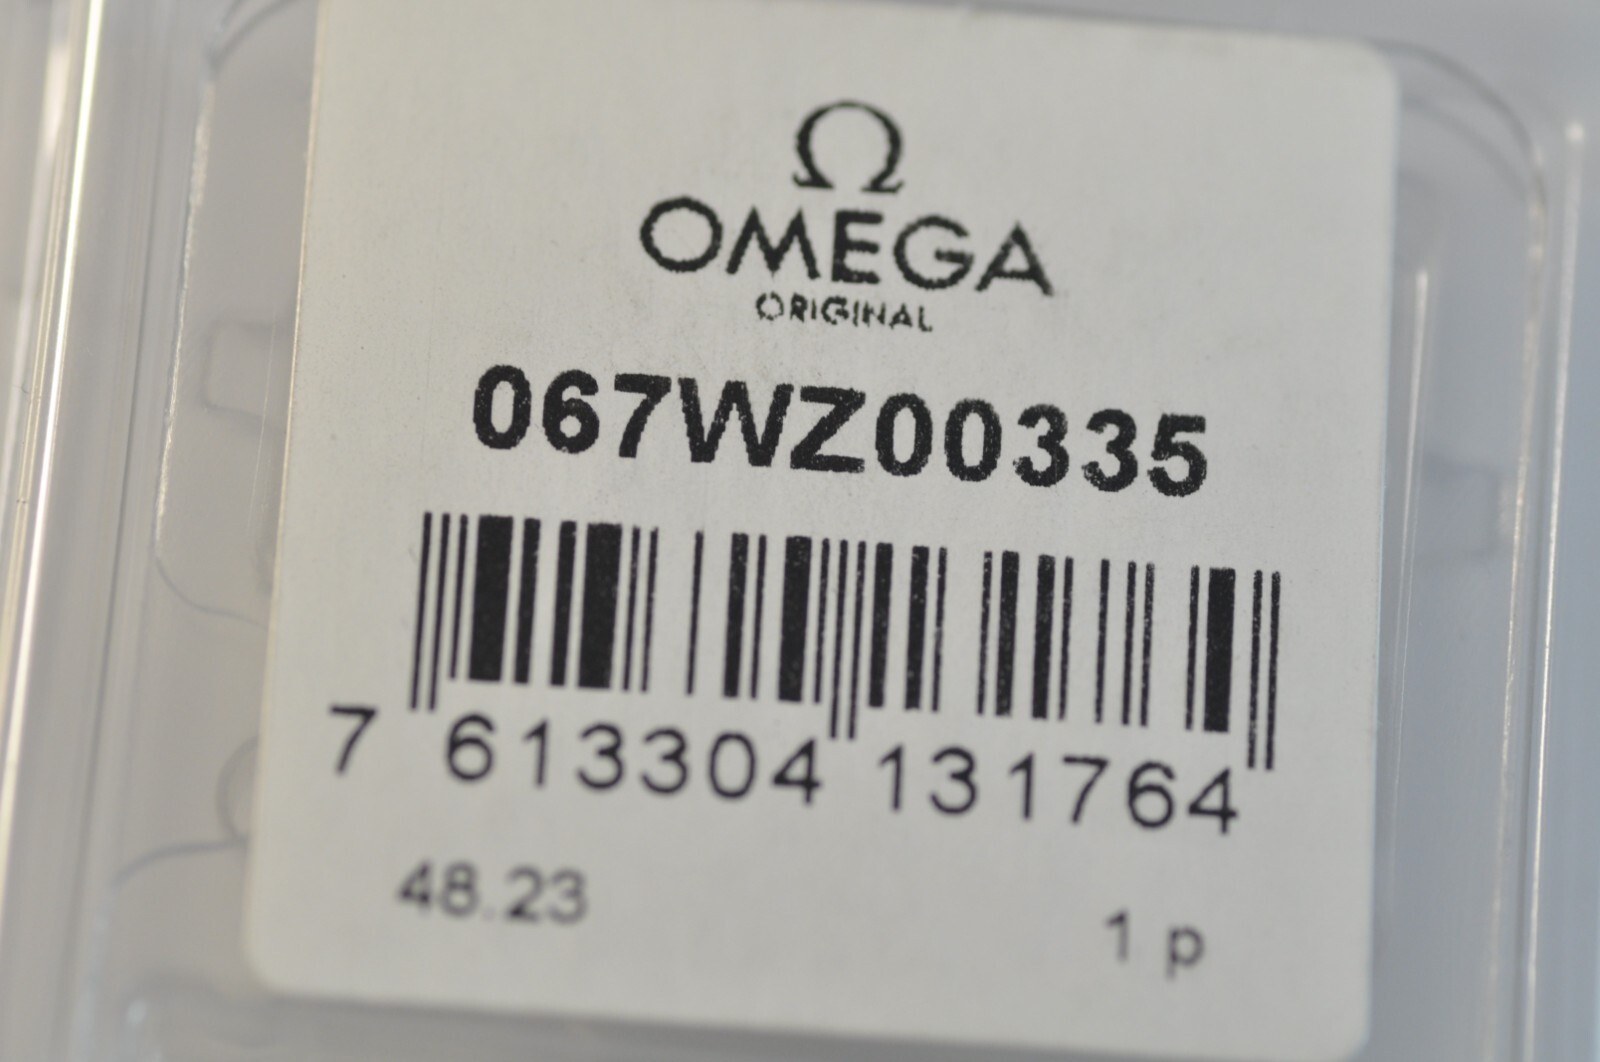 Ω
OMEGA
ORIGINAL
067WZ00335
7 613304 131764
48.23 1 p